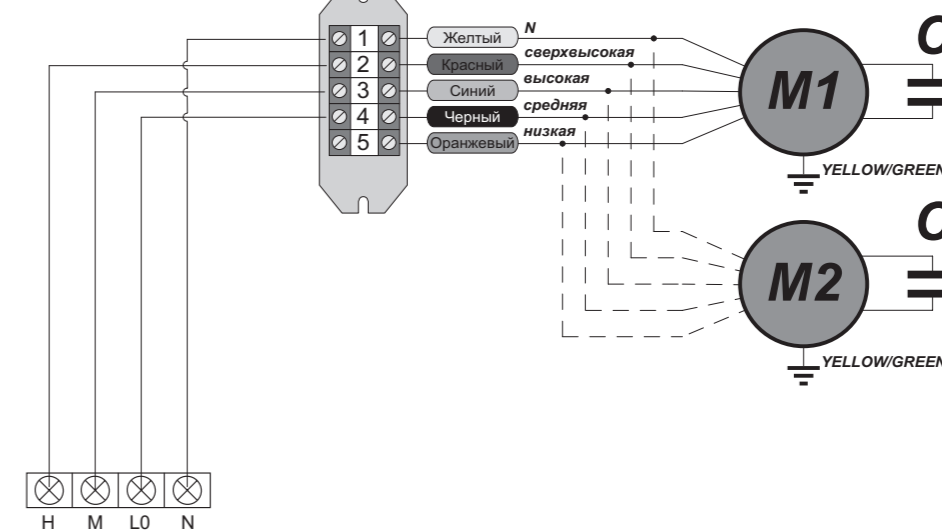 1 Желтый N
2 Красный сверхвысокая
3 Синий высокая
4 Черный средняя
5 Оранжевый низкая
M1
C
YELLOW/GREEN
M2
C
YELLOW/GREEN
H M L0 N